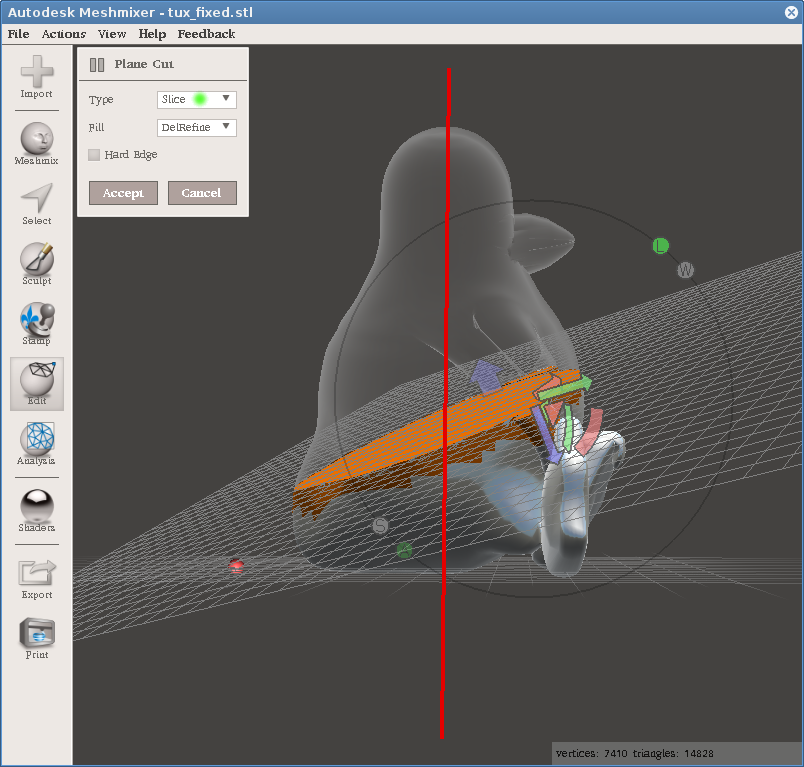 Autodesk Meshmixer - tux_fixed.stl
File Actions View Help Feedback
Import
Meshmix
Select
Sculpt
Stamp
Edit
Analysis
Shaders
Export
Print
Plane Cut
Type Slice
Fill DelRefine
Hard Edge
Accept Cancel
L
W
S
A
vertices: 7410 triangles: 14828